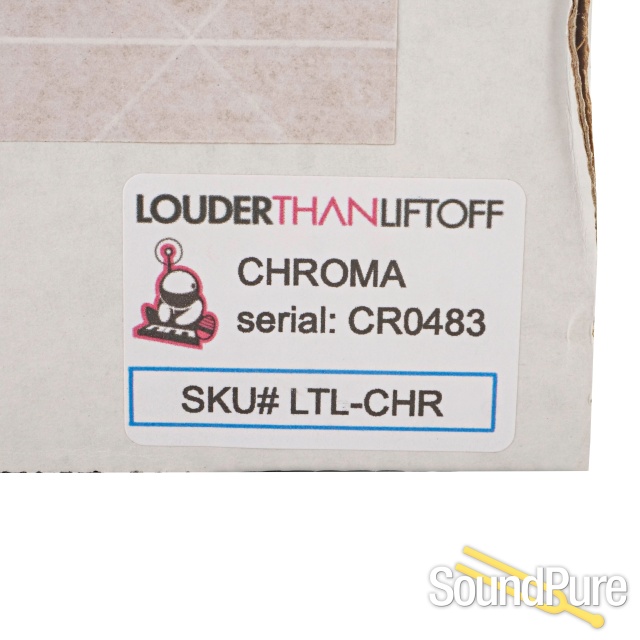 LOUDERTHANLIFTOFF
CHROMA
serial: CR0483
SKU# LTL-CHR
SoundPure